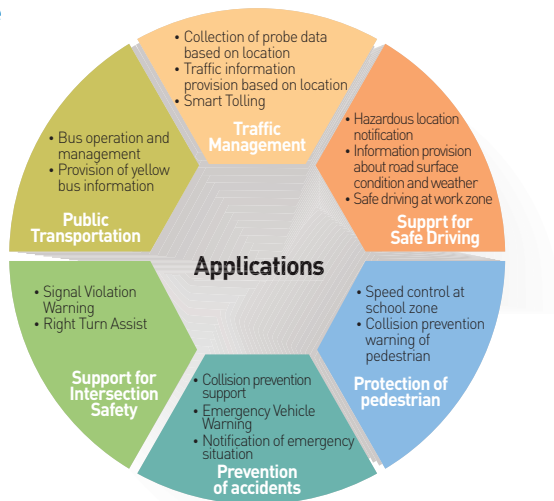 • Collection of probe data
based on location
• Traffic information
provision based on location
• Smart Tolling
Traffic
Management
• Hazardous location
notification
• Information provision
about road surface
condition and weather
• Safe driving at work zone
Supprt for
Safe Driving
• Speed control at
school zone
• Collision prevention
warning of
pedestrian
Protection of
pedestrian
• Collision prevention
support
• Emergency Vehicle
Warning
• Notification of emergency
situation
Prevention
of accidents
• Signal Violation
Warning
• Right Turn Assist
Support for
Intersection
Safety
• Bus operation and
management
• Provision of yellow
bus information
Public
Transportation
Applications